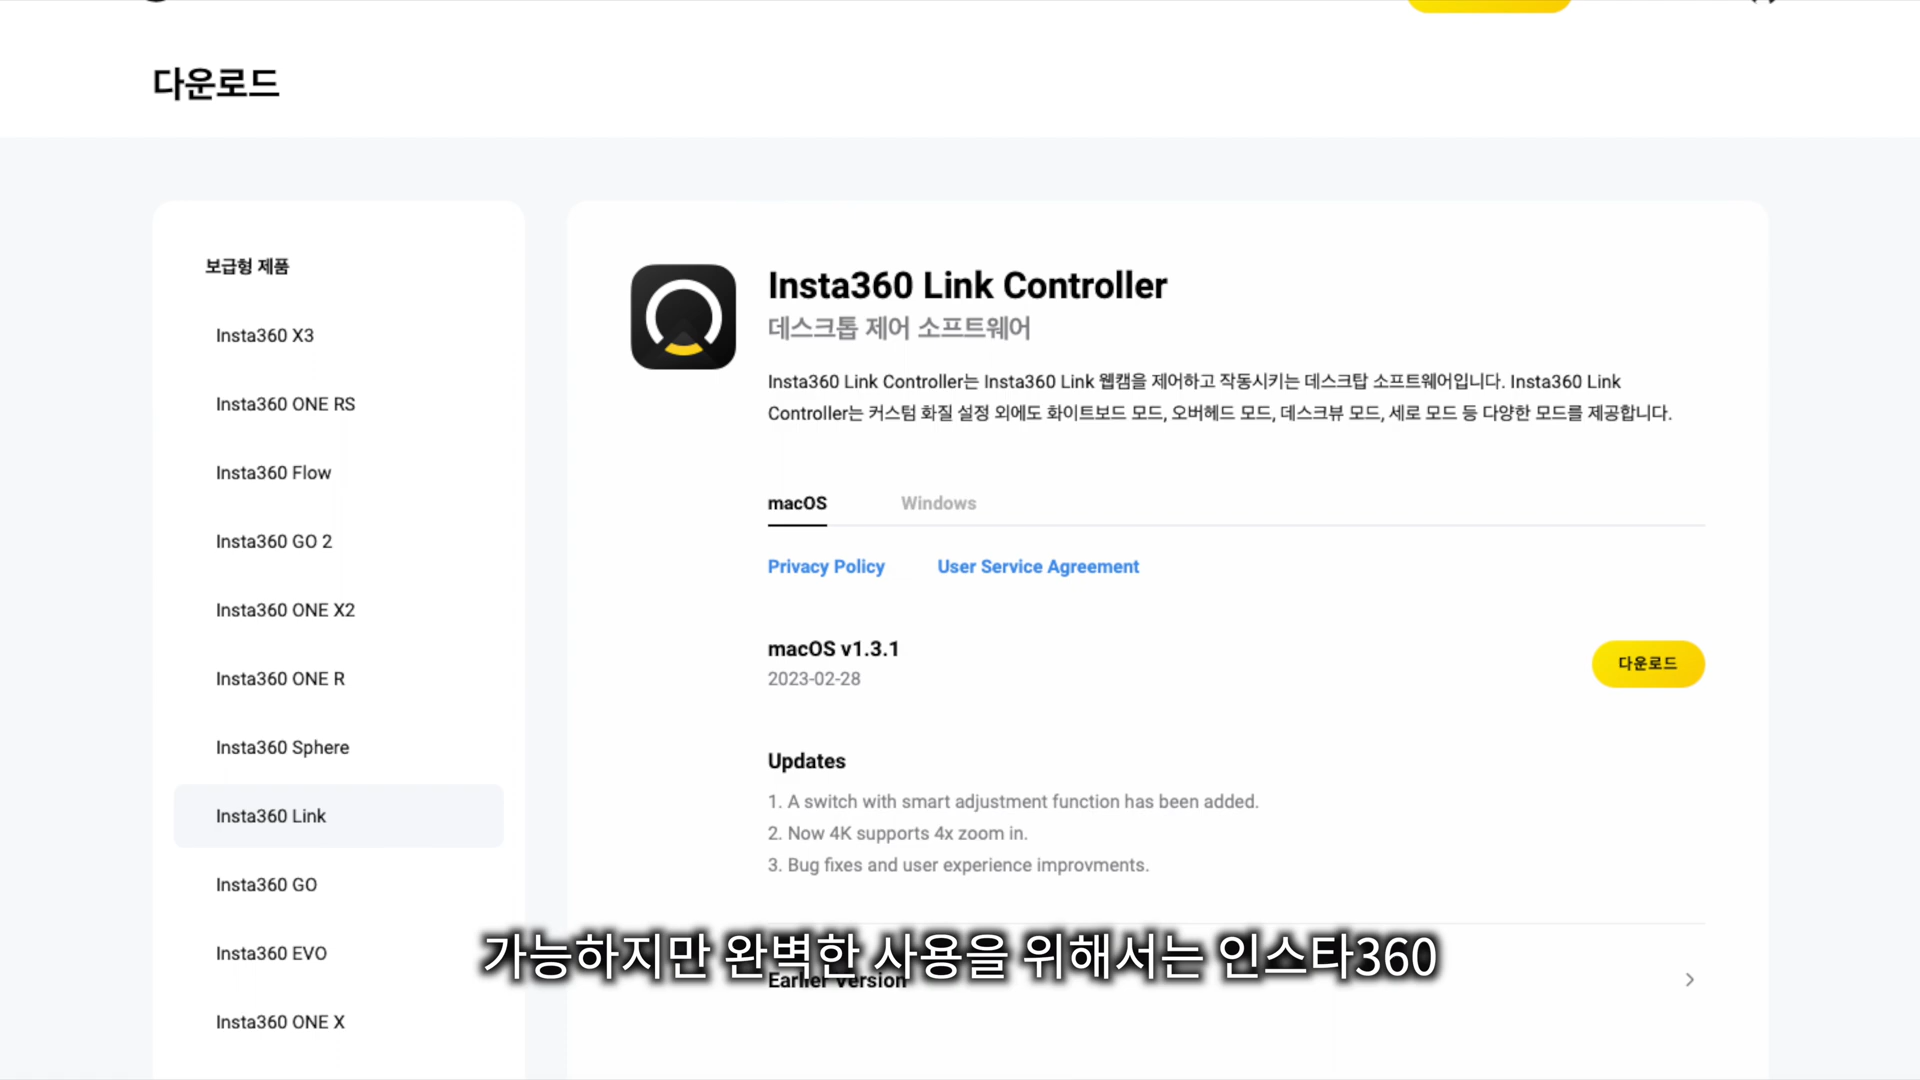 다운로드
보급형 제품
Insta360 X3
Insta360 ONE RS
Insta360 Flow
Insta360 GO 2
Insta360 ONE X2
Insta360 ONE R
Insta360 Sphere
Insta360 Link
Insta360 GO
Insta360 EVO
Insta360 ONE X
Insta360 Link Controller
데스크톱 제어 소프트웨어
Insta360 Link Controller는 Insta360 Link 웹캠을 제어하고 작동시키는 데스크탑 소프트웨어입니다. Insta360 Link
Controller는 커스텀 화질 설정 외에도 화이트보드 모드, 오버헤드 모드, 데스크뷰 모드, 세로 모드 등 다양한 모드를 제공합니다.
macOS Windows
Privacy Policy User Service Agreement
macOS v1.3.1
2023-02-28
다운로드
Updates
1. A switch with smart adjustment function has been added.
2. Now 4K supports 4x zoom in.
3. Bug fixes and user experience improvments.
Earlier Version
가능하지만 완벽한 사용을 위해서는 인스타360